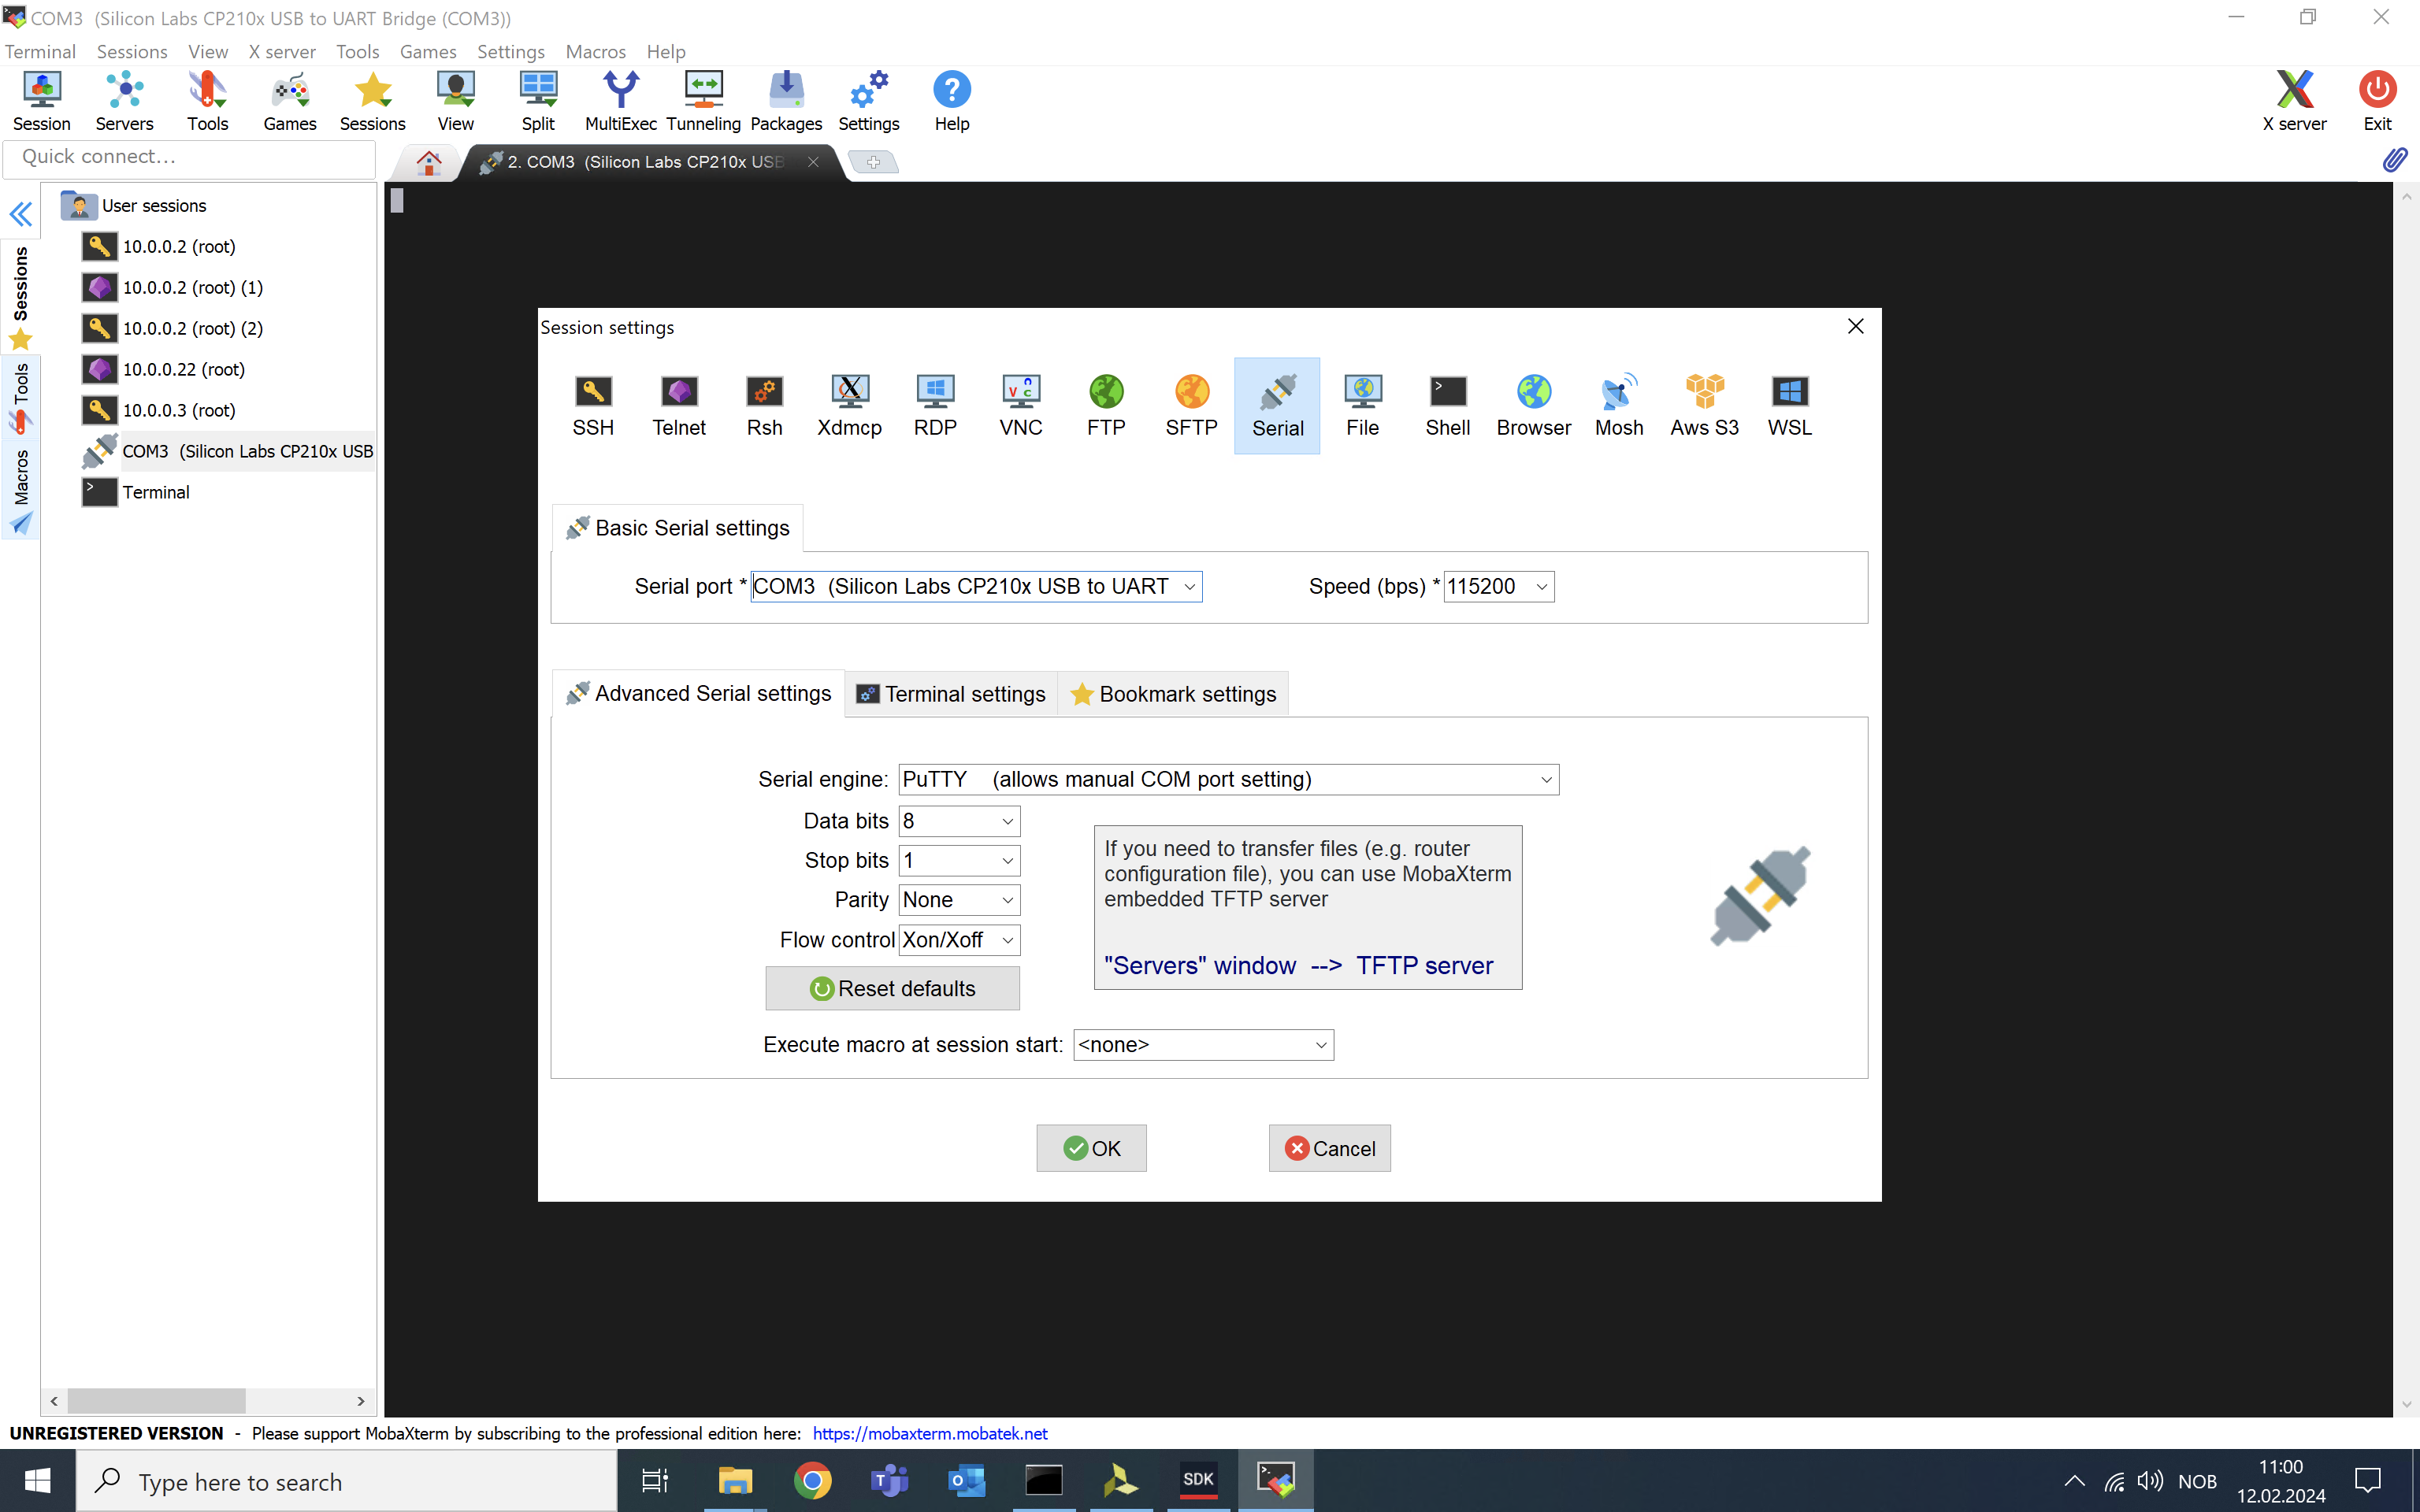 COM3  (Silicon Labs CP210x USB to UART Bridge (COM3))
Terminal Sessions View X server Tools Games Settings Macros Help
Session Servers Tools Games Sessions View Split MultiExec Tunneling Packages Settings Help X server Exit
Quick connect...
2. COM3  (Silicon Labs CP210x USB
User sessions
10.0.0.2 (root)
10.0.0.2 (root) (1)
10.0.0.2 (root) (2)
10.0.0.22 (root)
10.0.0.3 (root)
COM3  (Silicon Labs CP210x USB
Terminal
Sessions
Tools
Macros
Session settings
SSH Telnet Rsh Xdmcp RDP VNC FTP SFTP Serial File Shell Browser Mosh Aws S3 WSL
Basic Serial settings
Serial port * COM3  (Silicon Labs CP210x USB to UART Speed (bps) * 115200
Advanced Serial settings Terminal settings Bookmark settings
Serial engine: PuTTY    (allows manual COM port setting)
Data bits 8
Stop bits 1
Parity None
Flow control Xon/Xoff
Reset defaults
If you need to transfer files (e.g. router
configuration file), you can use MobaXterm
embedded TFTP server
"Servers" window  -->  TFTP server
Execute macro at session start: <none>
OK Cancel
UNREGISTERED VERSION  -  Please support MobaXterm by subscribing to the professional edition here:  https://mobaxterm.mobatek.net
Type here to search
SDK
NOB
11:00
12.02.2024